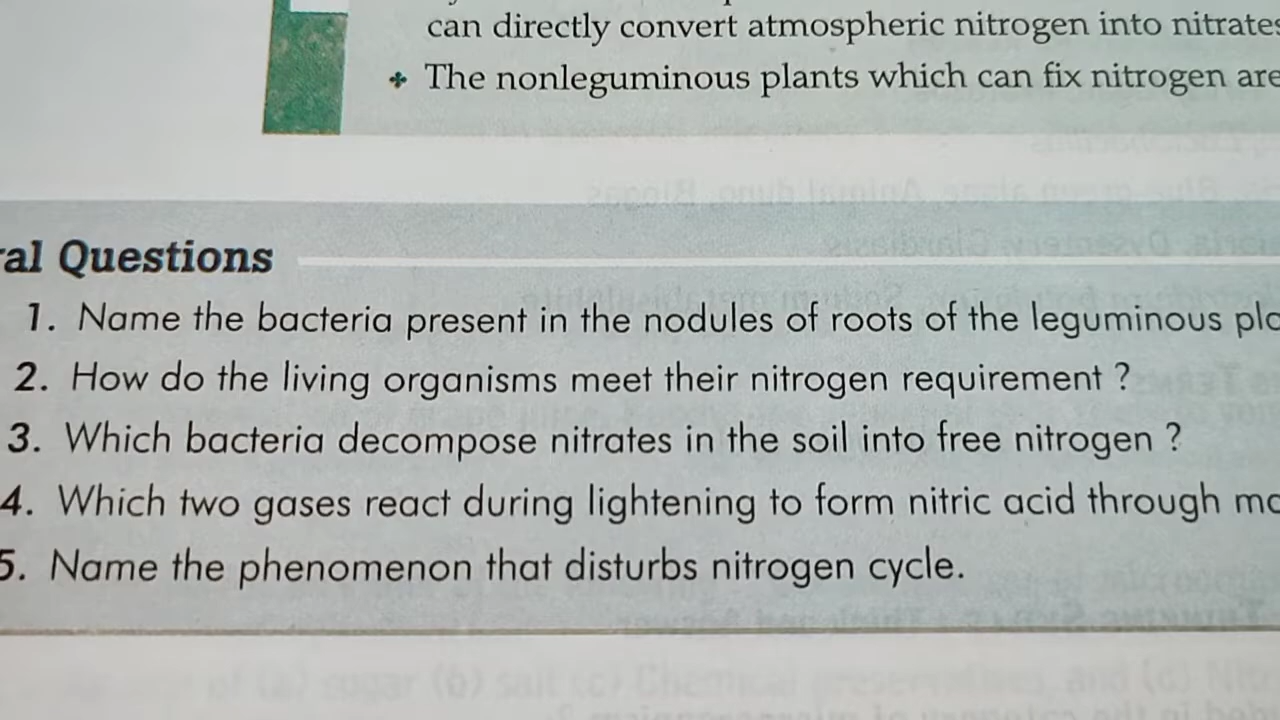 can directly convert atmospheric nitrogen into nitrates
The nonleguminous plants which can fix nitrogen are
al Questions
1. Name the bacteria present in the nodules of roots of the leguminous
2. How do the living organisms meet their nitrogen requirement ?
3. Which bacteria decompose nitrates in the soil into free nitrogen ?
4. Which two gases react during lightening to form nitric acid through
5. Name the phenomenon that disturbs nitrogen cycle.